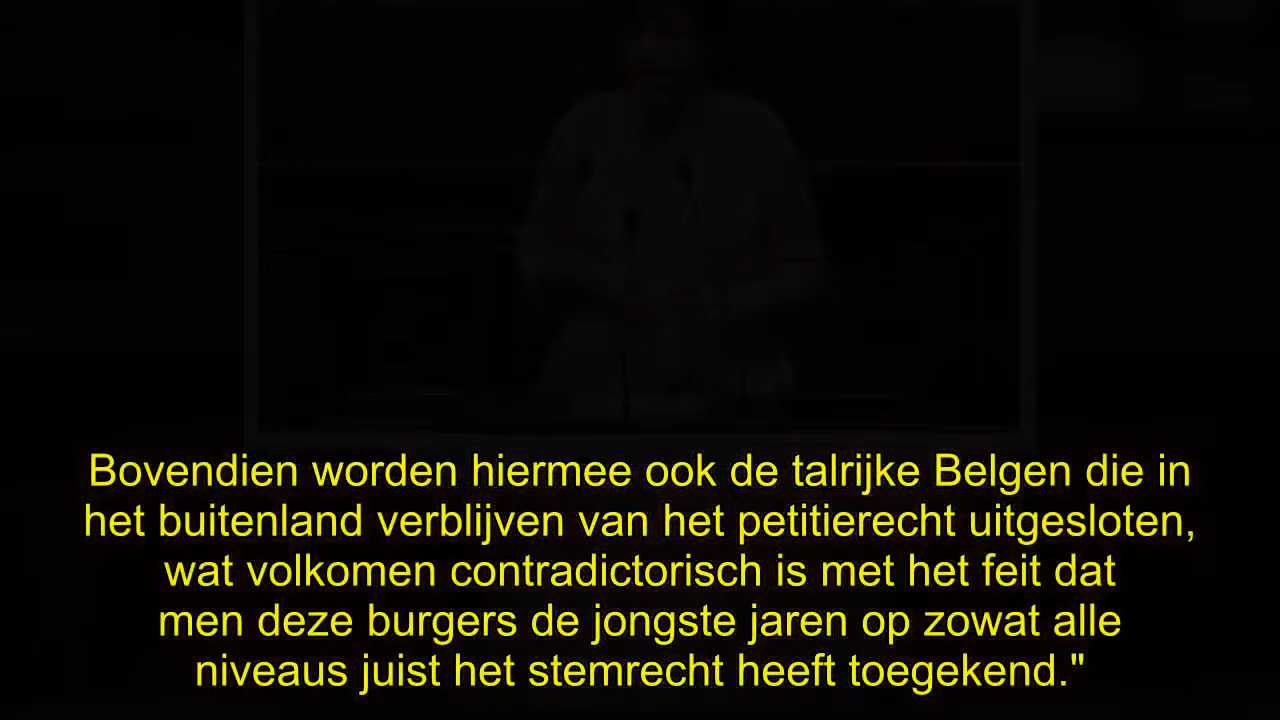 Bovendien worden hiermee ook de talrijke Belgen die in
het buitenland verblijven van het petitierecht uitgesloten,
wat volkomen contradictorisch is met het feit dat
men deze burgers de jongste jaren op zowat alle
niveaus juist het stemrecht heeft toegekend."